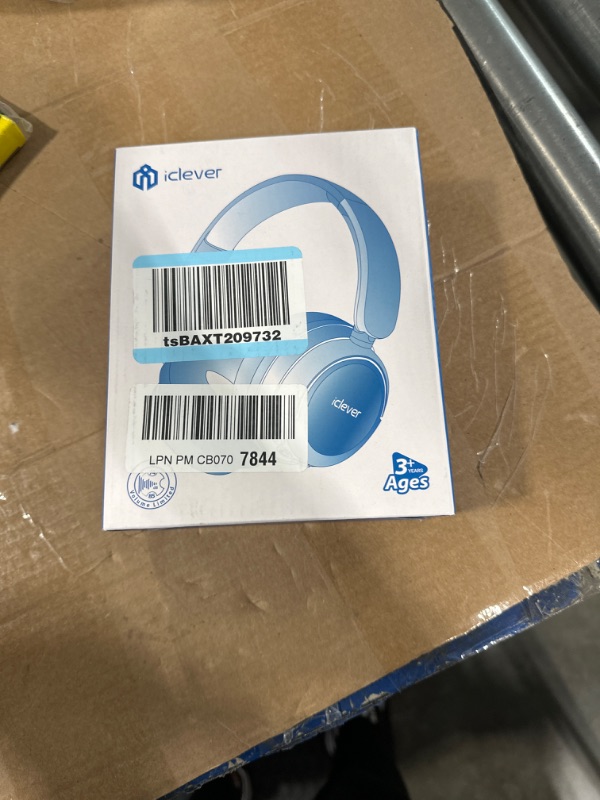 iclever
tsBAXT209732
iclever
LPN PM CB070 7844
3+
YEARS
Ages
Volume Limited